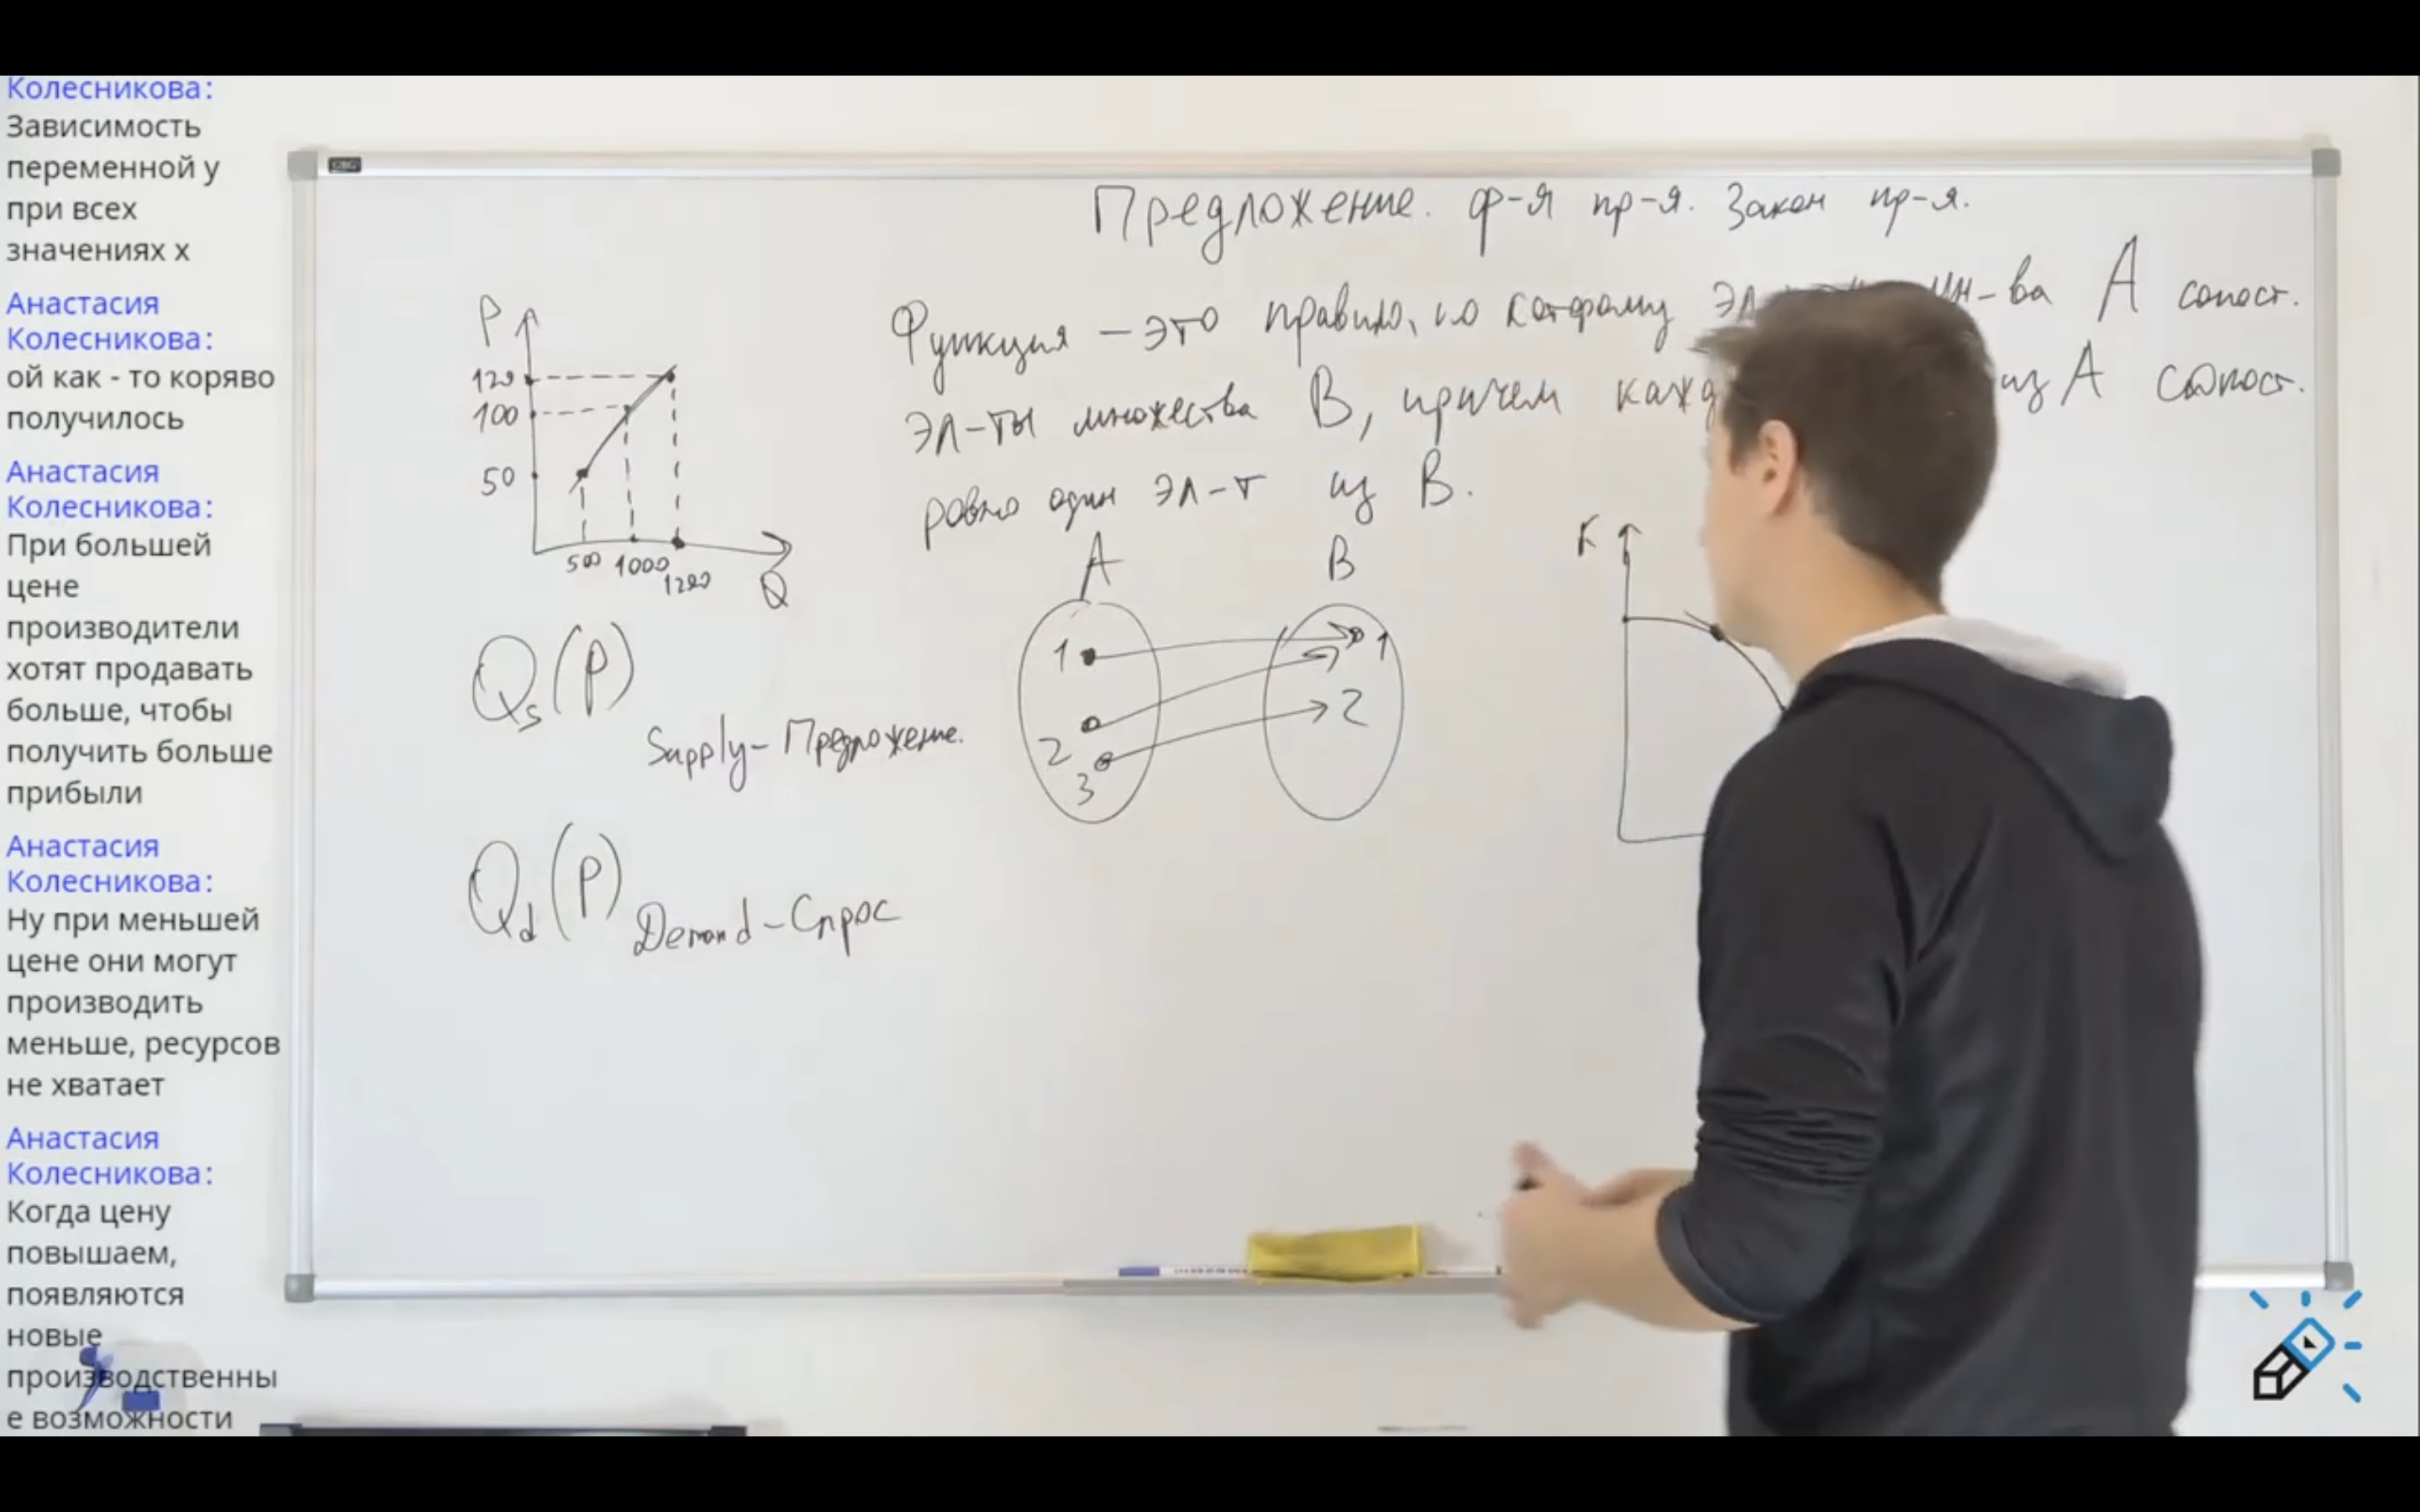 Колесникова:
Зависимость
переменной у
при всех
значениях х
Анастасия
Колесникова:
ой как - то коряво
получилось
Анастасия
Колесникова:
При большей
цене
производители
хотят продавать
больше, чтобы
получить больше
прибыли
Анастасия
Колесникова:
Ну при меньшей
цене они могут
производить
меньше, ресурсов
не хватает
Анастасия
Колесникова:
Когда цену
повышаем,
появляются
новые
производственны
е возможности
Предложение. ф-я пр-я. Закон пр-я.
Функция – это правило, по которому мн-ва А сопост.
эл-ты множества В, причем кажд из А сопост.
ровно один эл-т из В.
P
120
100
50
500 1000
1200
Q
Qs(P)
Supply – Предложение.
Qd(P)
Demand – Спрос
A B
1 1
2 2
3
K